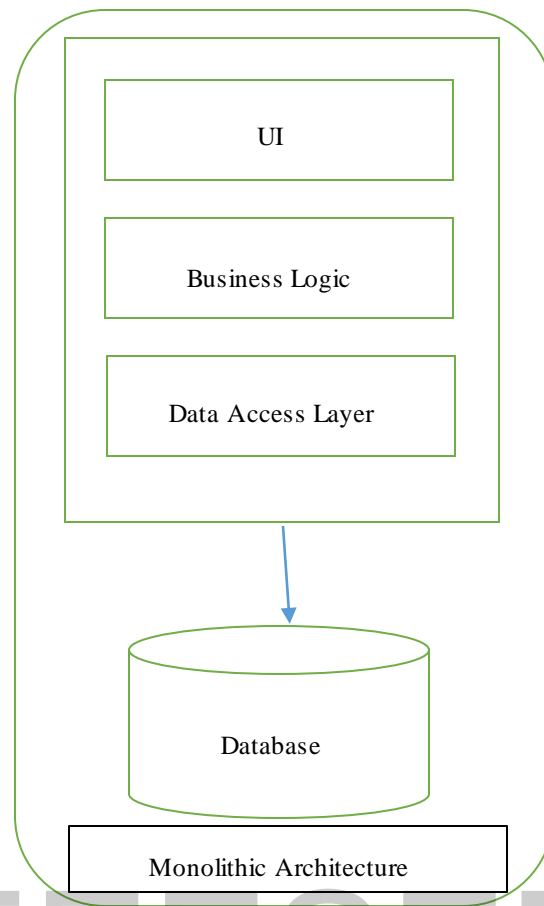 UI
Business Logic
Data Access Layer
Database
Monolithic Architecture